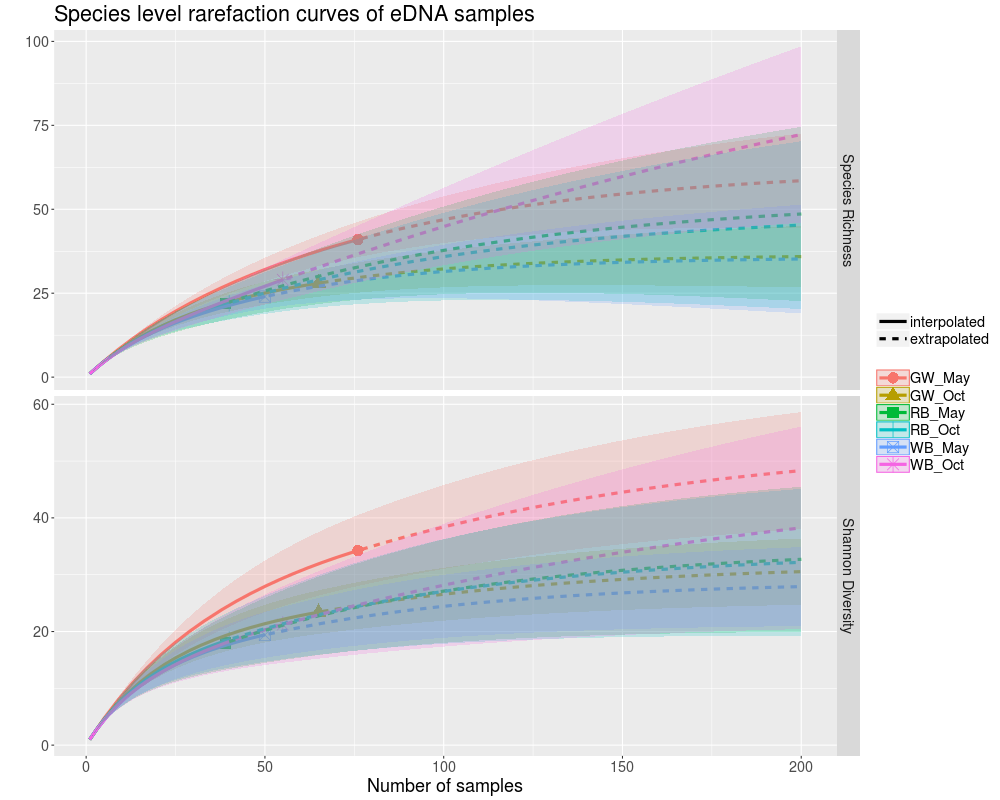 Species level rarefaction curves of eDNA samples
100
75
50
25
0
Species Richness
60
40
20
0
Shannon Diversity
0 50 100 150 200
Number of samples
interpolated
extrapolated
GW_May
GW_Oct
RB_May
RB_Oct
WB_May
WB_Oct